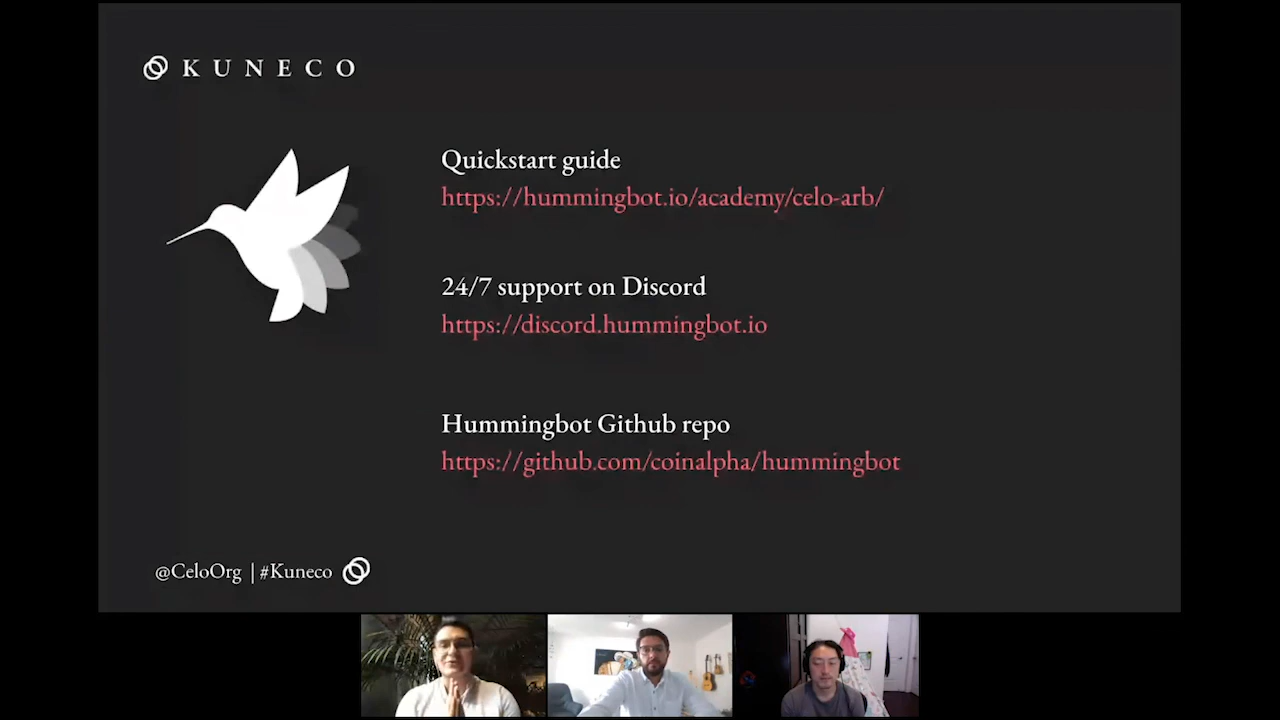 KUNECO
Quickstart guide
https://hummingbot.io/academy/celo-arb/
24/7 support on Discord
https://discord.hummingbot.io
Hummingbot Github repo
https://github.com/coinalpha/hummingbot
@CeloOrg | #Kuneco